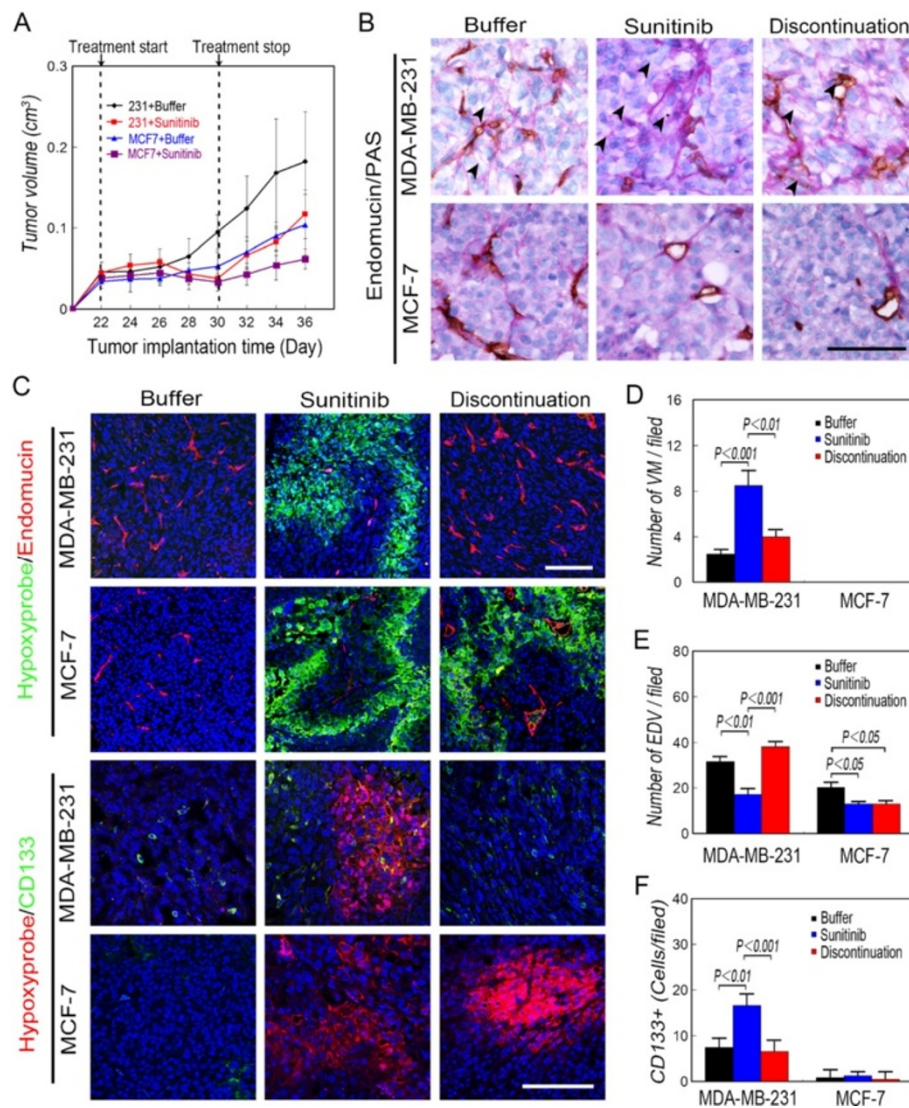 A
Treatment start
Treatment stop
Tumor volume (cm³)
0.3
0.2
0.1
0
231+Buffer
231+Sunitinib
MCF7+Buffer
MCF7+Sunitinib
22 24 26 28 30 32 34 36
Tumor implantation time (Day)
B
Buffer Sunitinib Discontinuation
Endomucin/PAS
MDA-MB-231
MCF-7
C
Buffer Sunitinib Discontinuation
Hypoxyprobe/Endomucin
MDA-MB-231
MCF-7
Hypoxyprobe/CD133
MDA-MB-231
MCF-7
D
Number of VM / filed
16
12
8
4
0
Buffer
Sunitinib
Discontinuation
P<0.01
P<0.001
MDA-MB-231 MCF-7
E
Number of EDV / filed
80
60
40
20
0
Buffer
Sunitinib
Discontinuation
P<0.001
P<0.01
P<0.05
P<0.05
MDA-MB-231 MCF-7
F
CD133+ (Cells/filed)
40
30
20
10
0
Buffer
Sunitinib
Discontinuation
P<0.001
P<0.01
MDA-MB-231 MCF-7